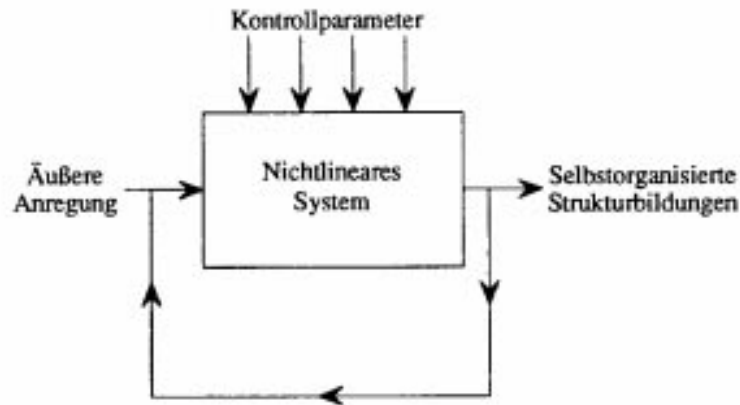 Kontrollparameter
Äußere
Anregung
Nichtlineares
System
Selbstorganisierte
Strukturbildungen